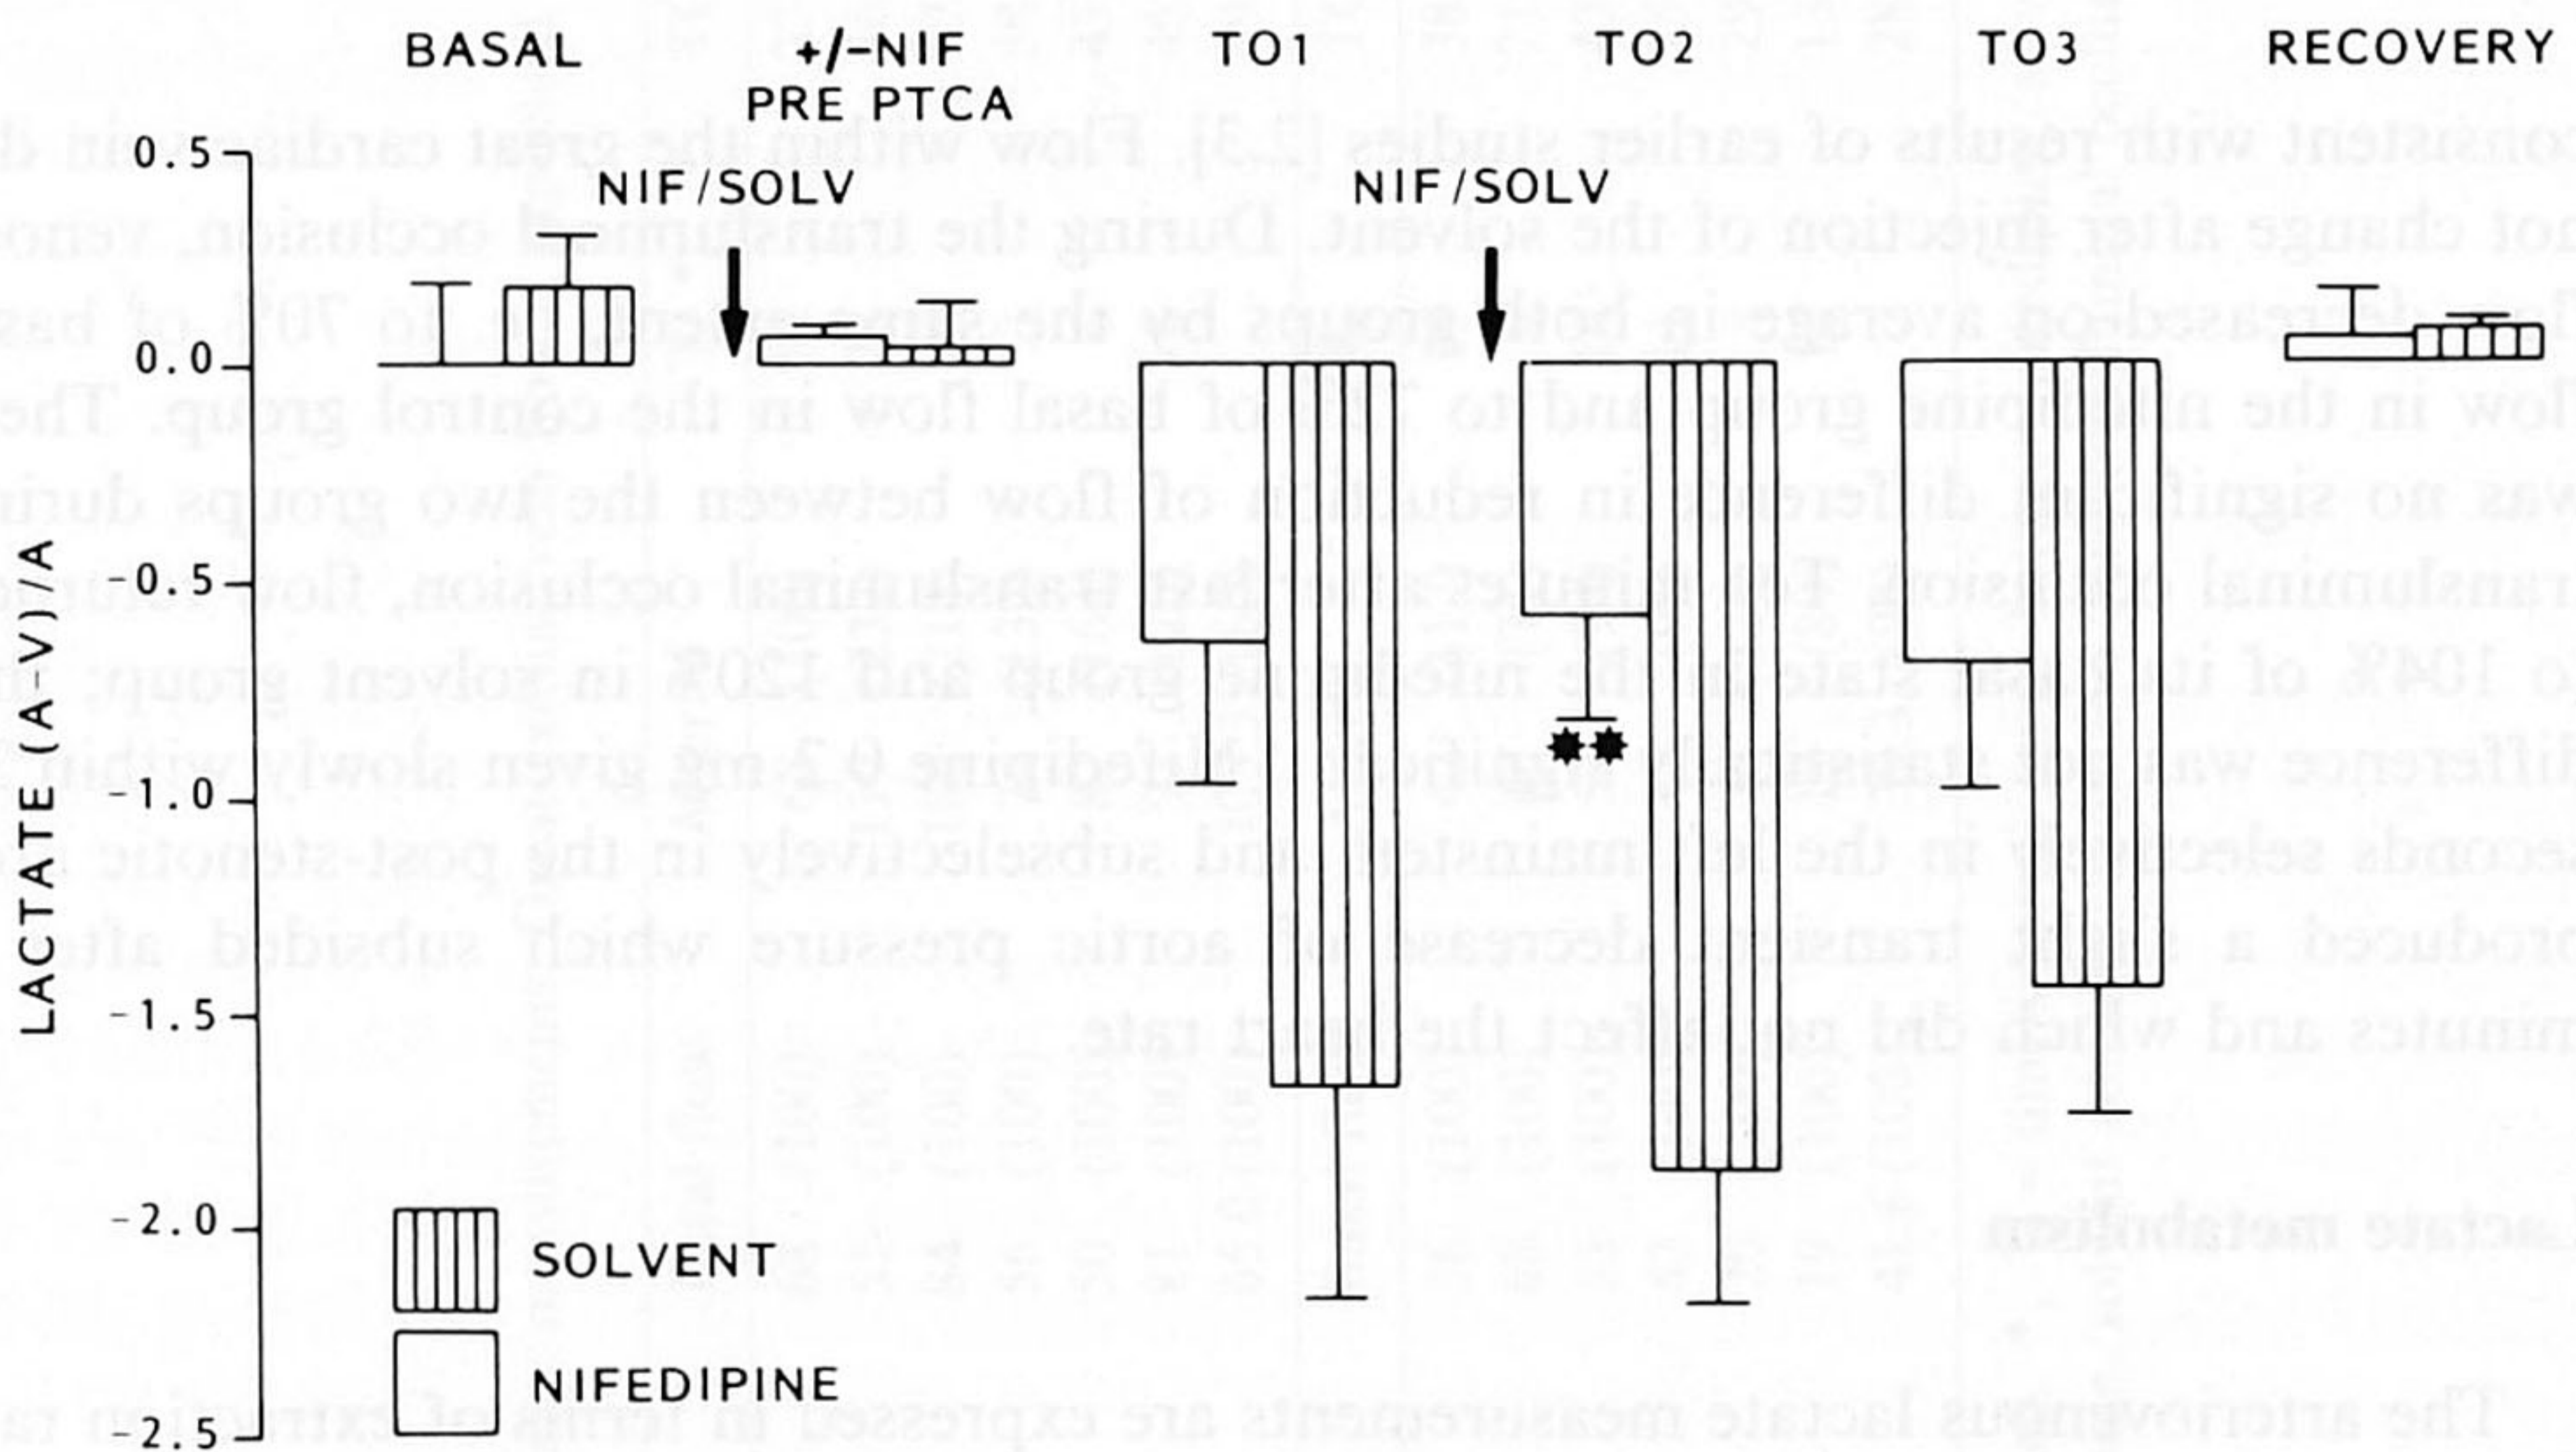 BASAL
+/-NIF
PRE PTCA
TO1
TO2
TO3
RECOVERY
NIF/SOLV
NIF/SOLV
0.5
0.0
-0.5
-1.0
-1.5
-2.0
-2.5
LACTATE (A-V)/A
**
SOLVENT
NIFEDIPINE